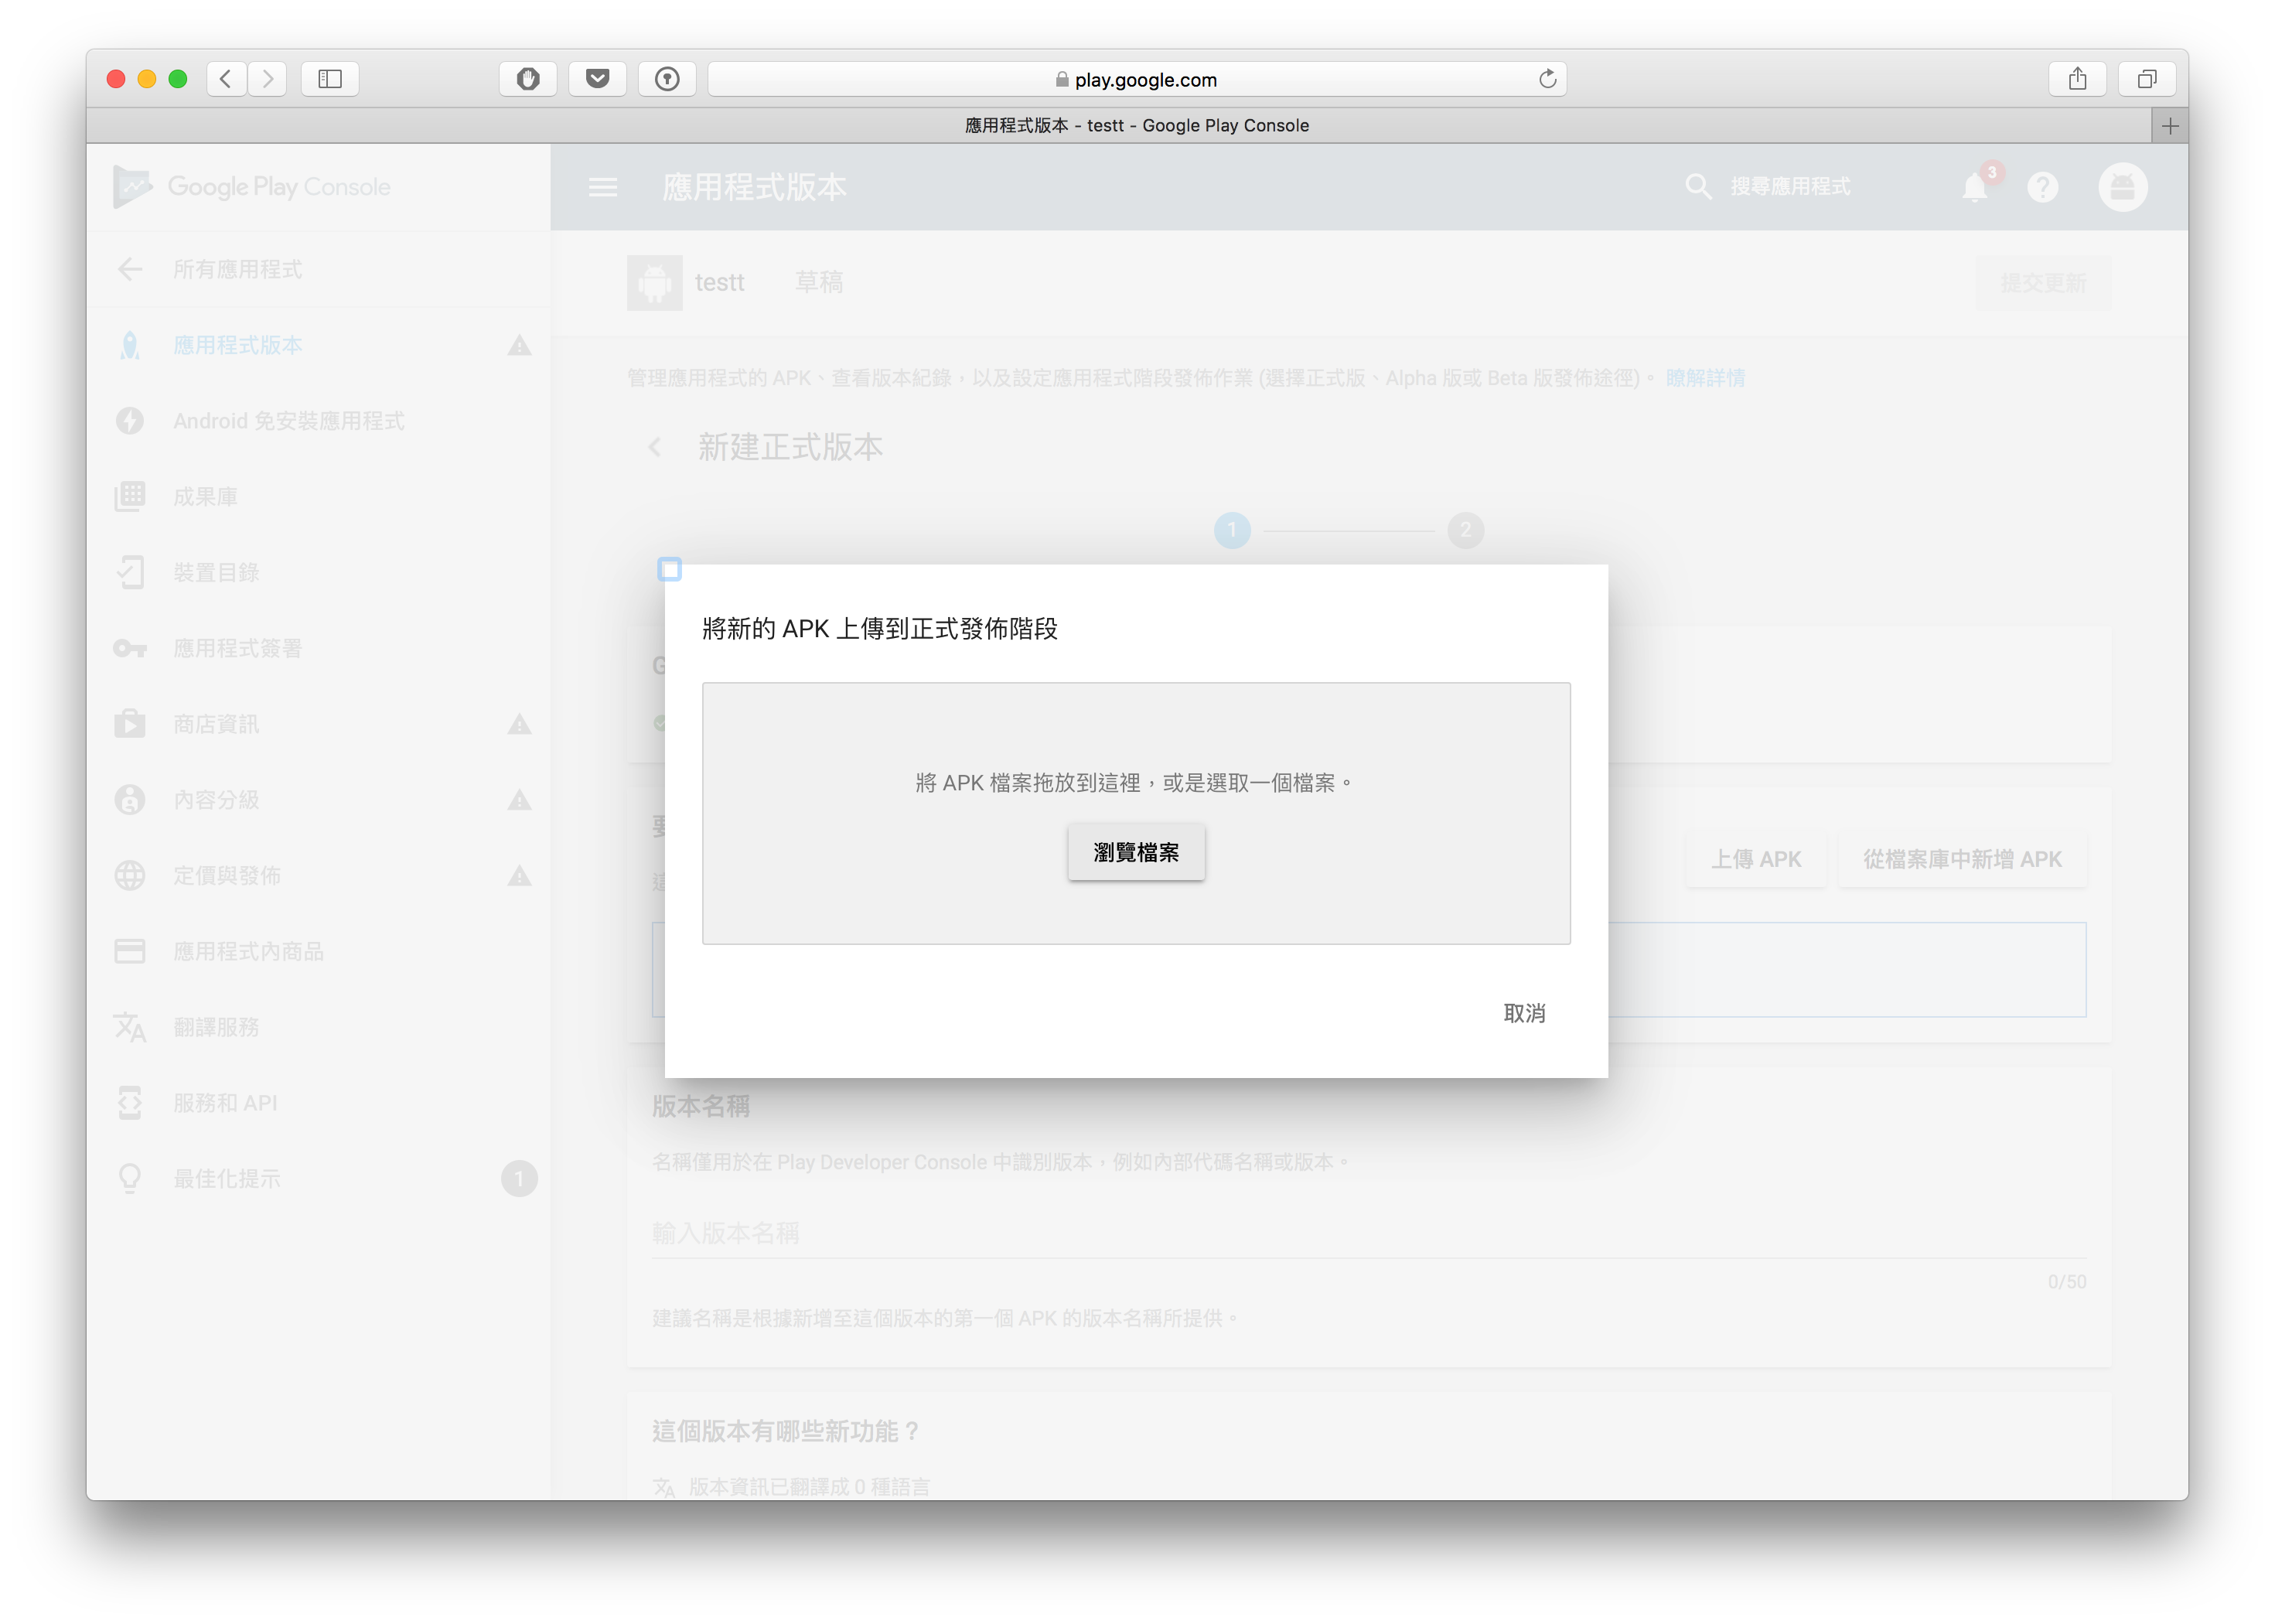 play.google.com
應用程式版本 - testt - Google Play Console
Google Play Console
應用程式版本
搜尋應用程式
3
所有應用程式
應用程式版本
Android 免安裝應用程式
成果庫
裝置目錄
應用程式簽署
商店資訊
內容分級
定價與發佈
應用程式內商品
翻譯服務
服務和 API
最佳化提示
1
testt
草稿
提交更新
管理應用程式的 APK、查看版本紀錄，以及設定應用程式階段發佈作業 (選擇正式版、Alpha 版或 Beta 版發佈途徑)。 瞭解詳情
新建正式版本
1
2
將新的 APK 上傳到正式發佈階段
將 APK 檔案拖放到這裡，或是選取一個檔案。
瀏覽檔案
取消
上傳 APK
從檔案庫中新增 APK
版本名稱
名稱僅用於在 Play Developer Console 中識別版本，例如內部代碼名稱或版本。
輸入版本名稱
0/50
建議名稱是根據新增至這個版本的第一個 APK 的版本名稱所提供。
這個版本有哪些新功能？
版本資訊已翻譯成 0 種語言